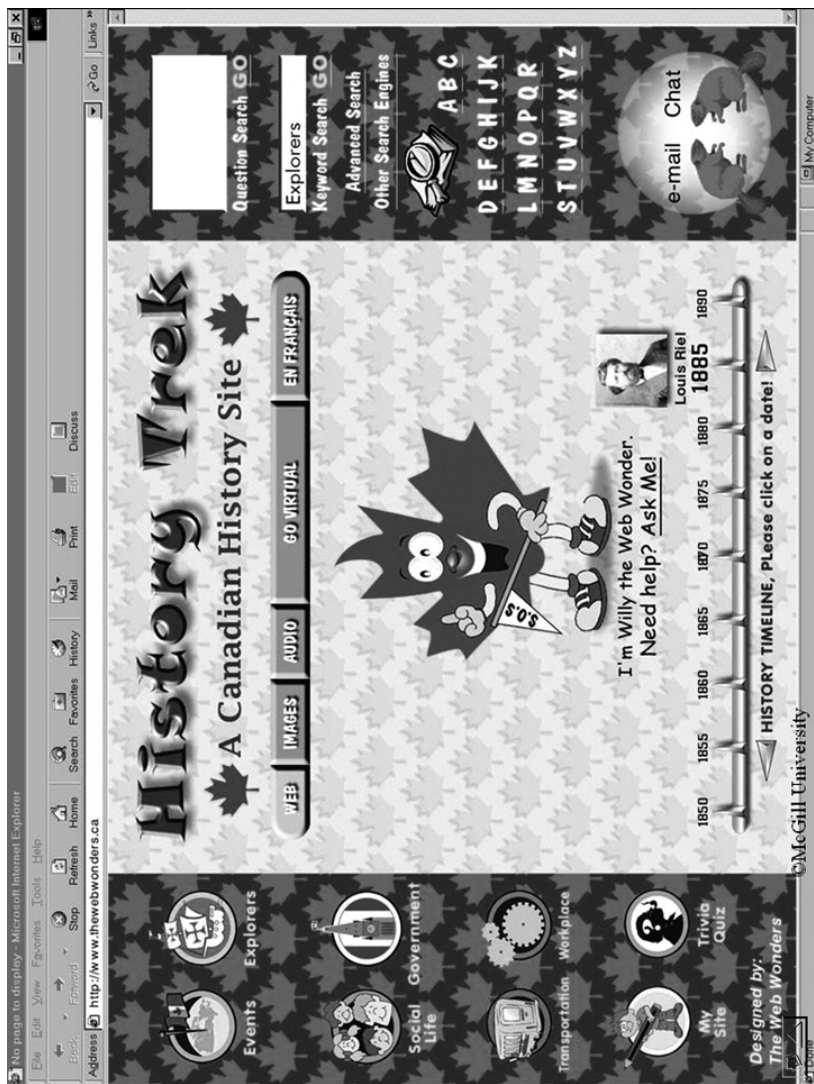 No page to display - Microsoft Internet Explorer
File Edit View Favorites Tools Help
Back Forward Stop Refresh Home Search Favorites History Mail Print Edit Discuss
Address http://www.thewebwonders.ca Go Links »
Events Explorers
Social Life Government
Transportation Workplace
My Site Trivia Quiz
Designed by:
The Web Wonders
History Trek
A Canadian History Site
WEB IMAGES AUDIO GO VIRTUAL EN FRANÇAIS
S.O.S
I'm Willy the Web Wonder.
Need help? Ask Me!
Louis Riel
1885
1850 1855 1860 1865 1870 1875 1880 1890
HISTORY TIMELINE, Please click on a date!
©McGill University
Question Search GO
Explorers
Keyword Search GO
Advanced Search
Other Search Engines
A B C
D E F G H I J K
L M N O P Q R
S T U V W X Y Z
e-mail Chat
Done
My Computer